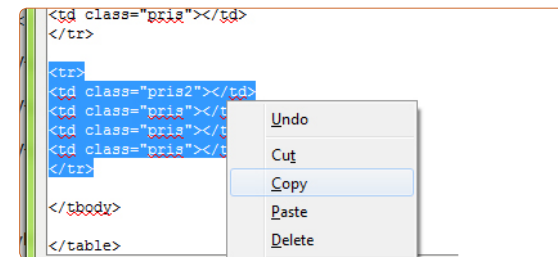 <td class="pris"></td>
</tr>
<tr>
<td class="pris2"></td>
<td class="pris"></t
<td class="pris"></t
<td class="pris"></t
</tr>
</tbody>
</table>
Undo
Cut
Copy
Paste
Delete